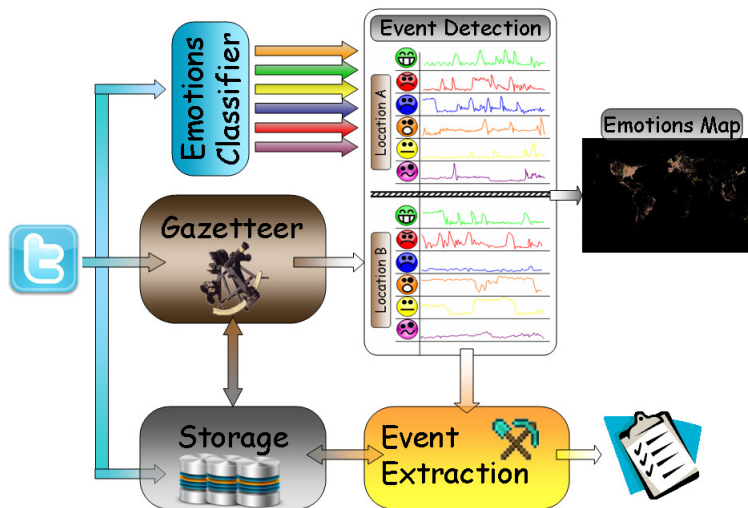 Emotions
Classifier
Event Detection
Location A
Location B
Emotions Map
Gazetteer
Storage
Event
Extraction